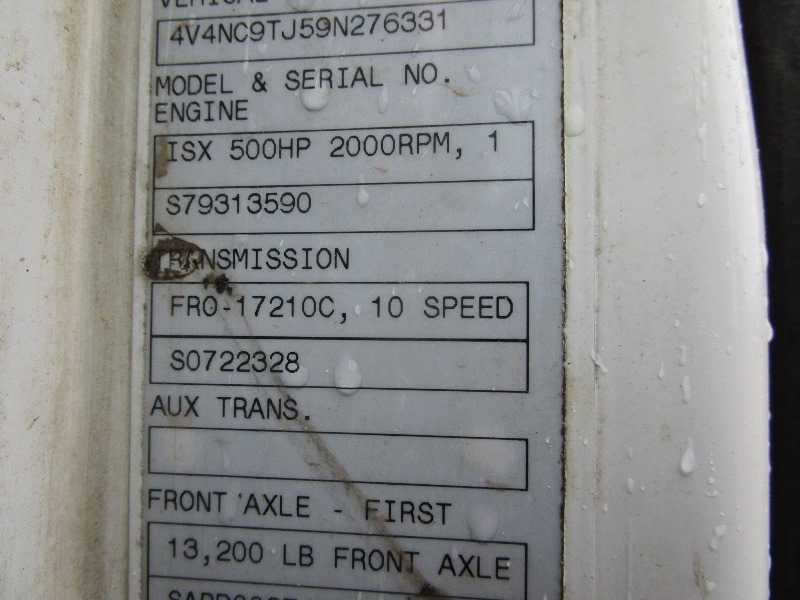 4V4NC9TJ59N276331
MODEL & SERIAL NO.
ENGINE
ISX 500HP 2000RPM, 1
S79313590
TRANSMISSION
FRO-17210C, 10 SPEED
S0722328
AUX TRANS.
FRONT AXLE - FIRST
13,200 LB FRONT AXLE